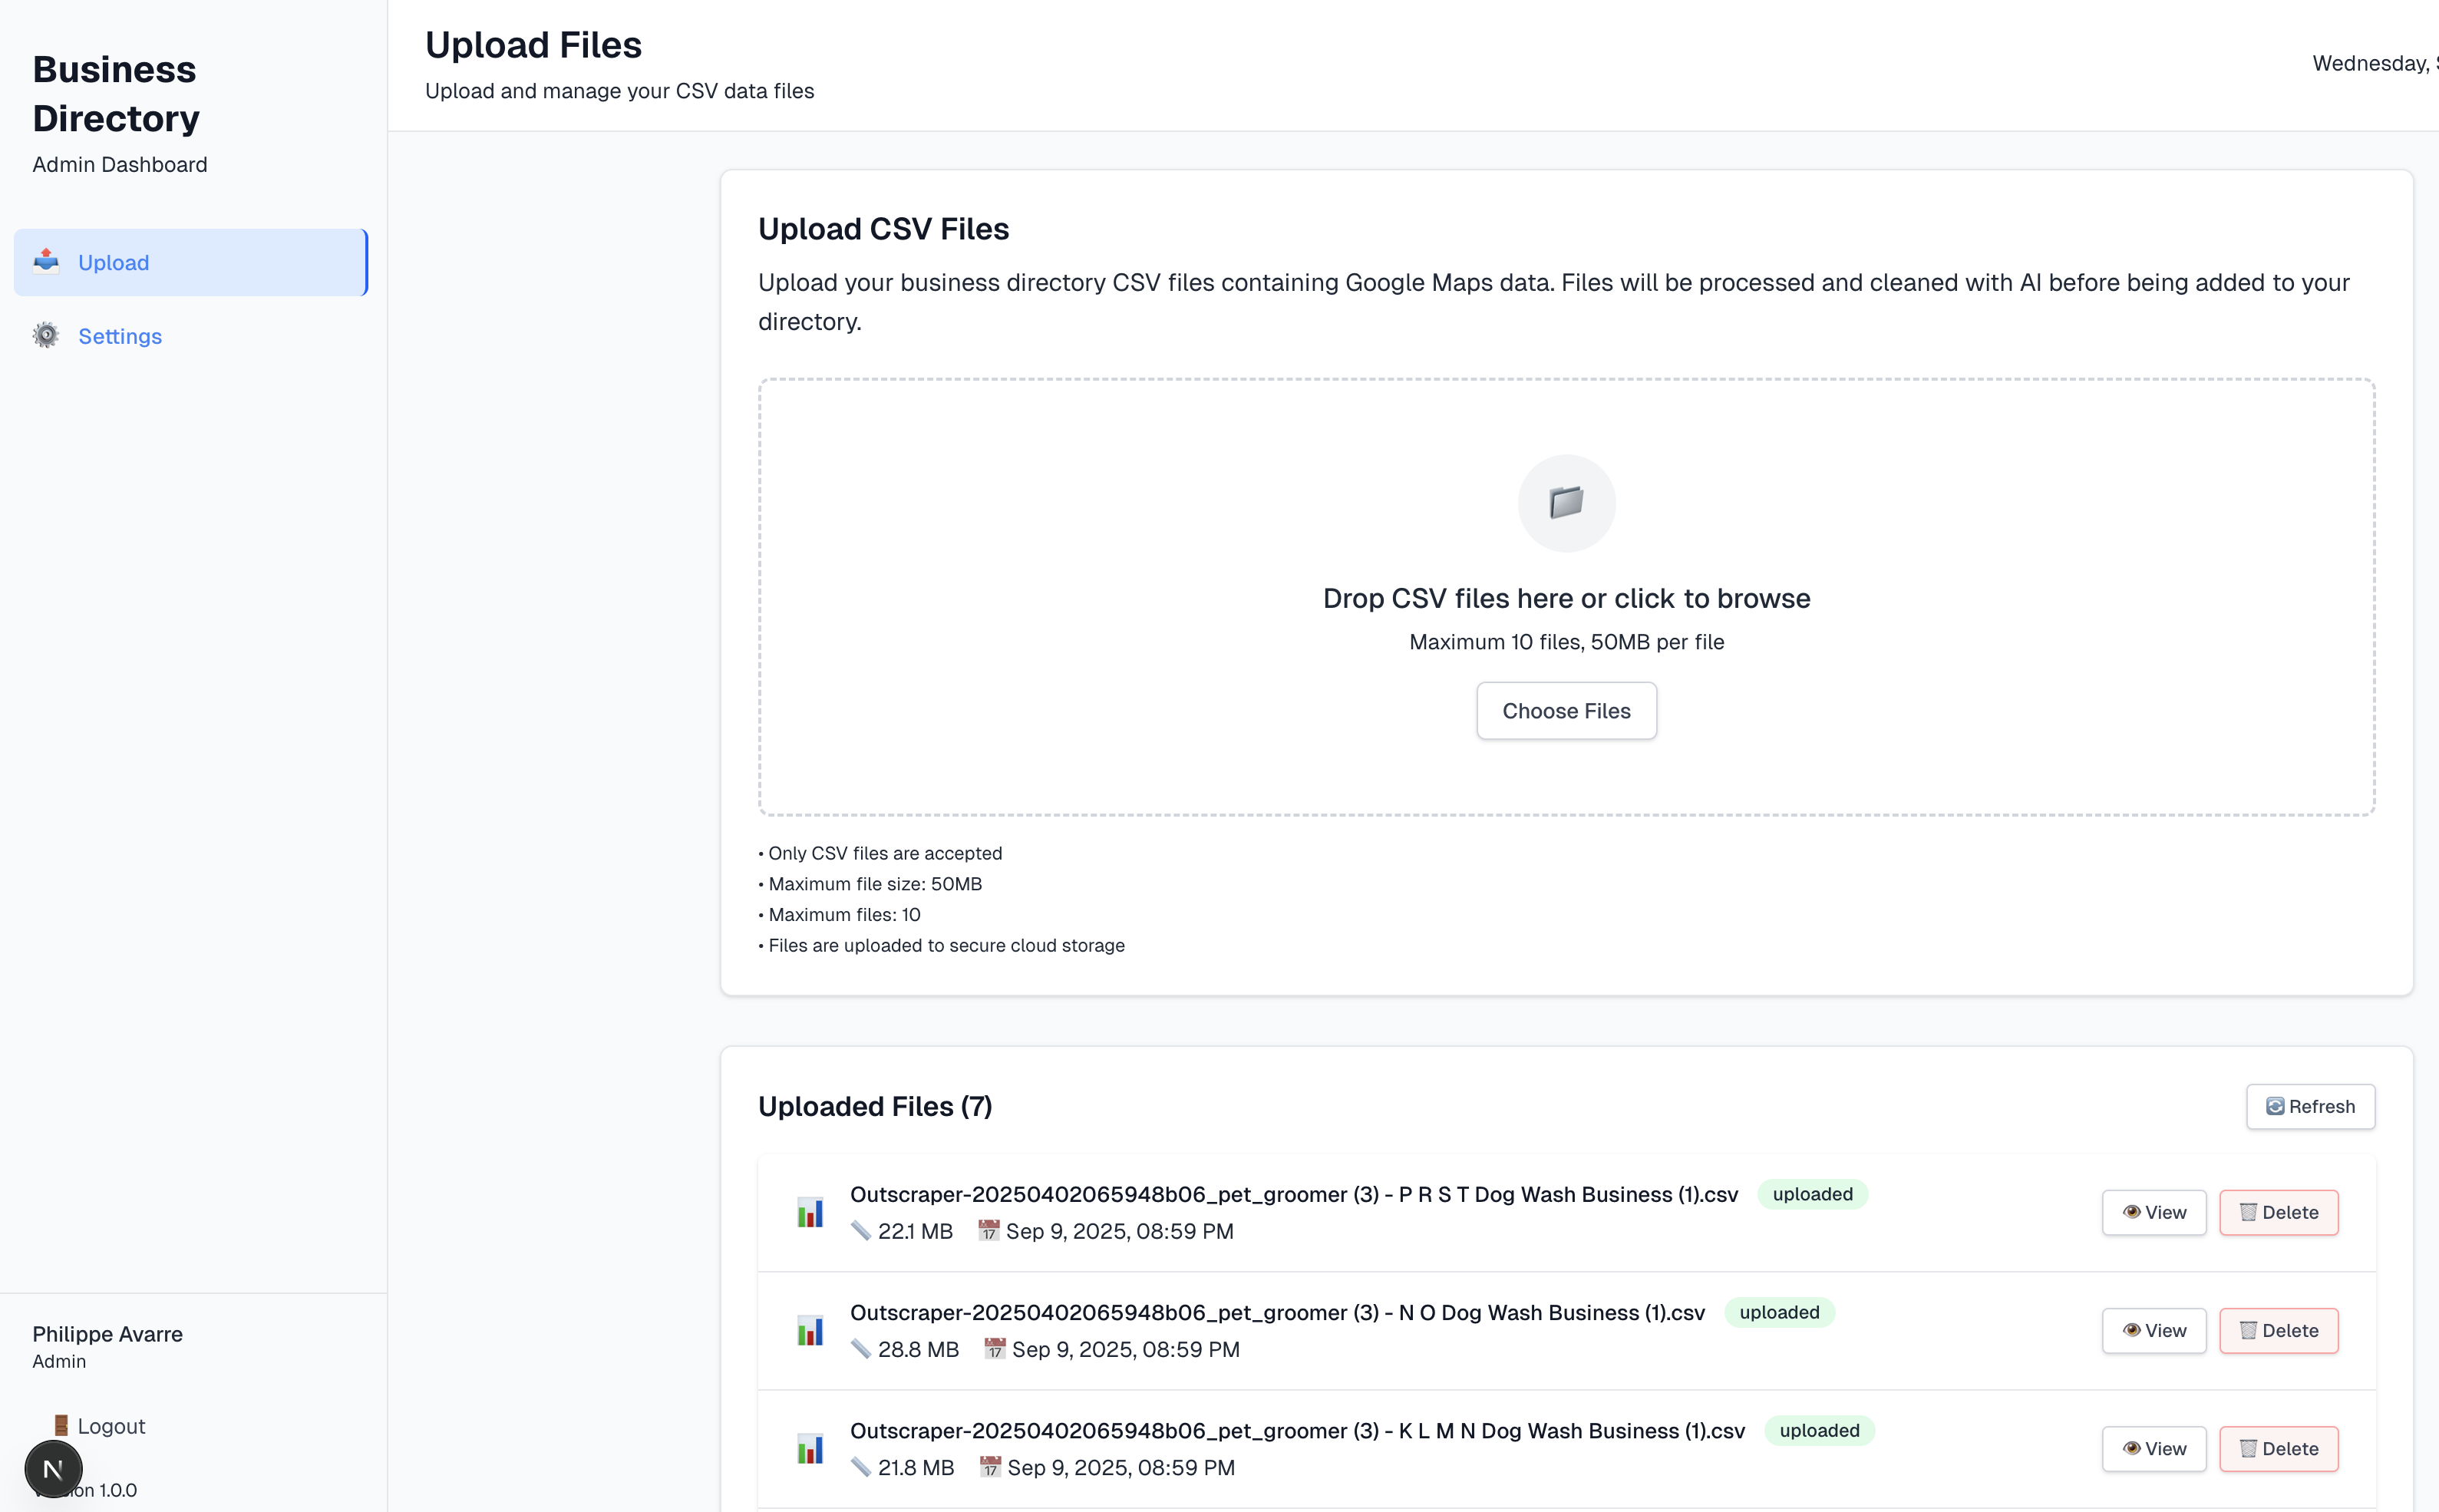 Business
Directory
Admin Dashboard
Upload
Settings
Philippe Avarre
Admin
Logout
N
on 1.0.0
Upload Files
Upload and manage your CSV data files
Wednesday,
Upload CSV Files
Upload your business directory CSV files containing Google Maps data. Files will be processed and cleaned with AI before being added to your
directory.
Drop CSV files here or click to browse
Maximum 10 files, 50MB per file
Choose Files
• Only CSV files are accepted
• Maximum file size: 50MB
• Maximum files: 10
• Files are uploaded to secure cloud storage
Uploaded Files (7)
Refresh
Outscraper-20250402065948b06_pet_groomer (3) - P R S T Dog Wash Business (1).csv uploaded
22.1 MB 17 Sep 9, 2025, 08:59 PM
View Delete
Outscraper-20250402065948b06_pet_groomer (3) - N O Dog Wash Business (1).csv uploaded
28.8 MB 17 Sep 9, 2025, 08:59 PM
View Delete
Outscraper-20250402065948b06_pet_groomer (3) - K L M N Dog Wash Business (1).csv uploaded
21.8 MB 17 Sep 9, 2025, 08:59 PM
View Delete